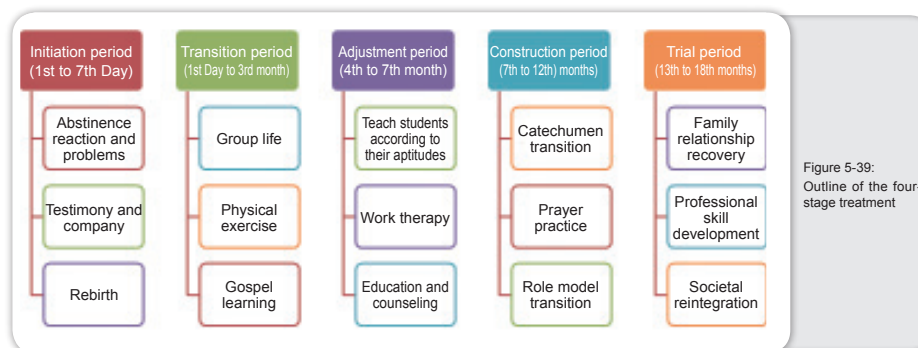 Initiation period
(1st to 7th Day)
Abstinence
reaction and
problems
Testimony and
company
Rebirth
Transition period
(1st Day to 3rd month)
Group life
Physical
exercise
Gospel
learning
Adjustment period
(4th to 7th month)
Teach students
according to
their aptitudes
Work therapy
Education and
counseling
Construction period
(7th to 12th) months)
Catechumen
transition
Prayer
practice
Role model
transition
Trial period
(13th to 18th months)
Family
relationship
recovery
Professional
skill
development
Societal
reintegration
Figure 5-39:
Outline of the four-
stage treatment